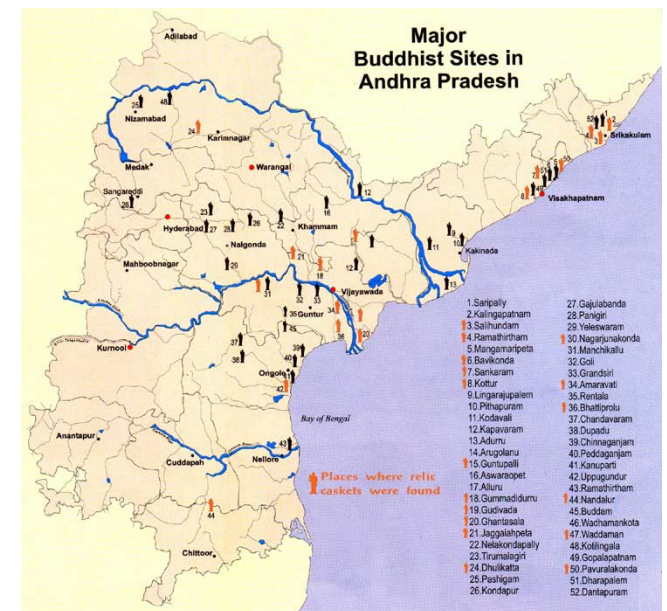 Major
Buddhist Sites in
Andhra Pradesh
Adilabad
Nizamabad
Karimnagar
Medak
Warangal
Sangareddi
Hyderabad
Nalgonda
Khammam
Mahboobnagar
Vijayawada
Guntur
Kakinada
Srikakulam
Visakhapatnam
Kurnool
Ongole
Bay of Bengal
Anantapur
Cuddapah
Nellore
Chittoor
Places where relic
caskets were found
1.Saripally
2.Kalingapatnam
3.Salihundam
4.Ramathirtham
5.Mangamaripeta
6.Bavikonda
7.Sankaram
8.Kottur
9.Lingarajupalem
10.Pithapuram
11.Kodavali
12.Kapavaram
13.Adurru
14.Arugolanu
15.Guntupalli
16.Aswaraopet
17.Alluru
18.Gummadidurru
19.Gudivada
20.Ghantasala
21.Jaggaiahpeta
22.Nelakondapally
23.Tirumalagiri
24.Dhulikatta
25.Pashigam
26.Kondapur
27.Gajulabanda
28.Panigiri
29.Yeleswaram
30.Nagarjunakonda
31.Manchikallu
32.Goli
33.Grandsiri
34.Amaravati
35.Rentala
36.Bhattiprolu
37.Chandavaram
38.Dupadu
39.Chinnaganjam
40.Peddaganjam
41.Kanuparti
42.Uppugundur
43.Ramathirtham
44.Nandalur
45.Buddam
46.Wadhamankota
47.Waddaman
48.Kotilingala
49.Gopalapatnam
50.Pavuralakonda
51.Dharapalem
52.Dantapuram